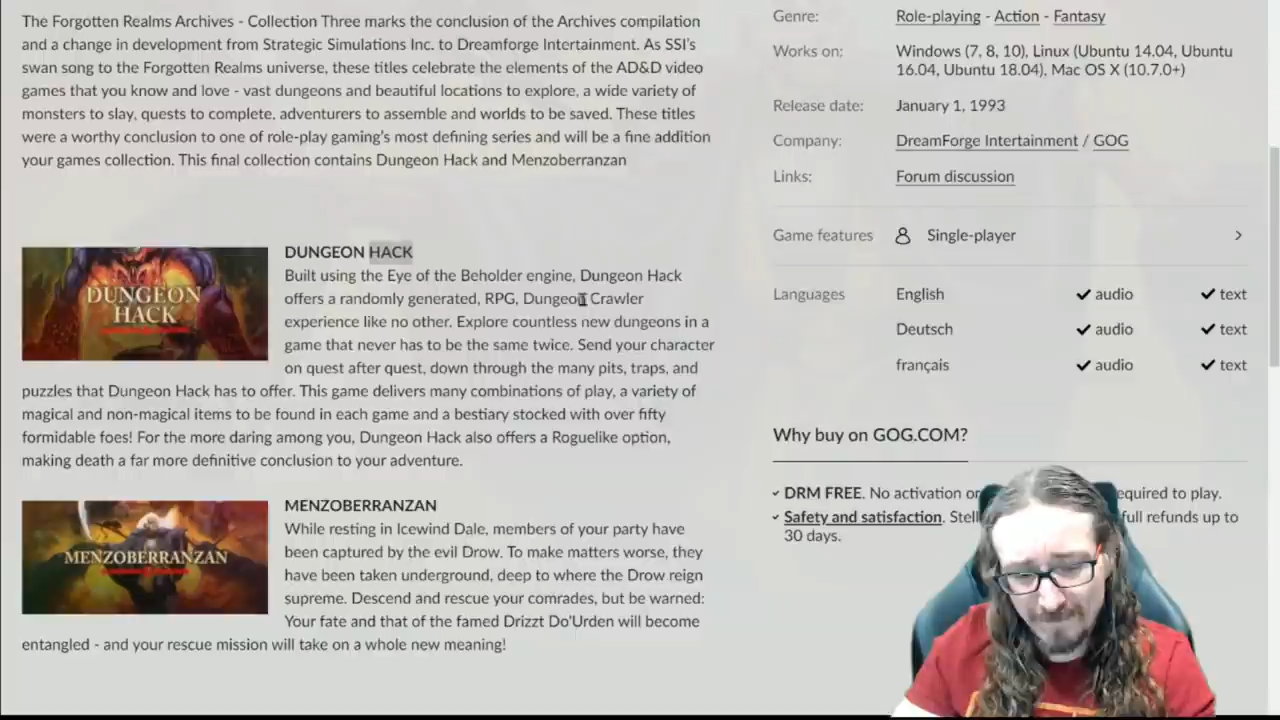 The Forgotten Realms Archives - Collection Three marks the conclusion of the Archives compilation
and a change in development from Strategic Simulations Inc. to Dreamforge Intertainment. As SSI's
swan song to the Forgotten Realms universe, these titles celebrate the elements of the AD&D video
games that you know and love - vast dungeons and beautiful locations to explore, a wide variety of
monsters to slay, quests to complete, adventurers to assemble and worlds to be saved. These titles
were a worthy conclusion to one of role-play gaming's most defining series and will be a fine addition
your games collection. This final collection contains Dungeon Hack and Menzoberranzan
DUNGEON
HACK
DUNGEON HACK
Built using the Eye of the Beholder engine, Dungeon Hack
offers a randomly generated, RPG, Dungeon Crawler
experience like no other. Explore countless new dungeons in a
game that never has to be the same twice. Send your character
on quest after quest, down through the many pits, traps, and
puzzles that Dungeon Hack has to offer. This game delivers many combinations of play, a variety of
magical and non-magical items to be found in each game and a bestiary stocked with over fifty
formidable foes! For the more daring among you, Dungeon Hack also offers a Roguelike option,
making death a far more definitive conclusion to your adventure.
MENZOBERRANZAN
MENZOBERRANZAN
While resting in Icewind Dale, members of your party have
been captured by the evil Drow. To make matters worse, they
have been taken underground, deep to where the Drow reign
supreme. Descend and rescue your comrades, but be warned:
Your fate and that of the famed Drizzt Do'Urden will become
entangled - and your rescue mission will take on a whole new meaning!
Genre: Role-playing - Action - Fantasy
Works on: Windows (7, 8, 10), Linux (Ubuntu 14.04, Ubuntu
16.04, Ubuntu 18.04), Mac OS X (10.7.0+)
Release date: January 1, 1993
Company: DreamForge Intertainment / GOG
Links: Forum discussion
Game features Single-player
Languages English audio text
Deutsch audio text
français audio text
Why buy on GOG.COM?
DRM FREE. No activation or equired to play.
Safety and satisfaction. Stell full refunds up to
30 days.